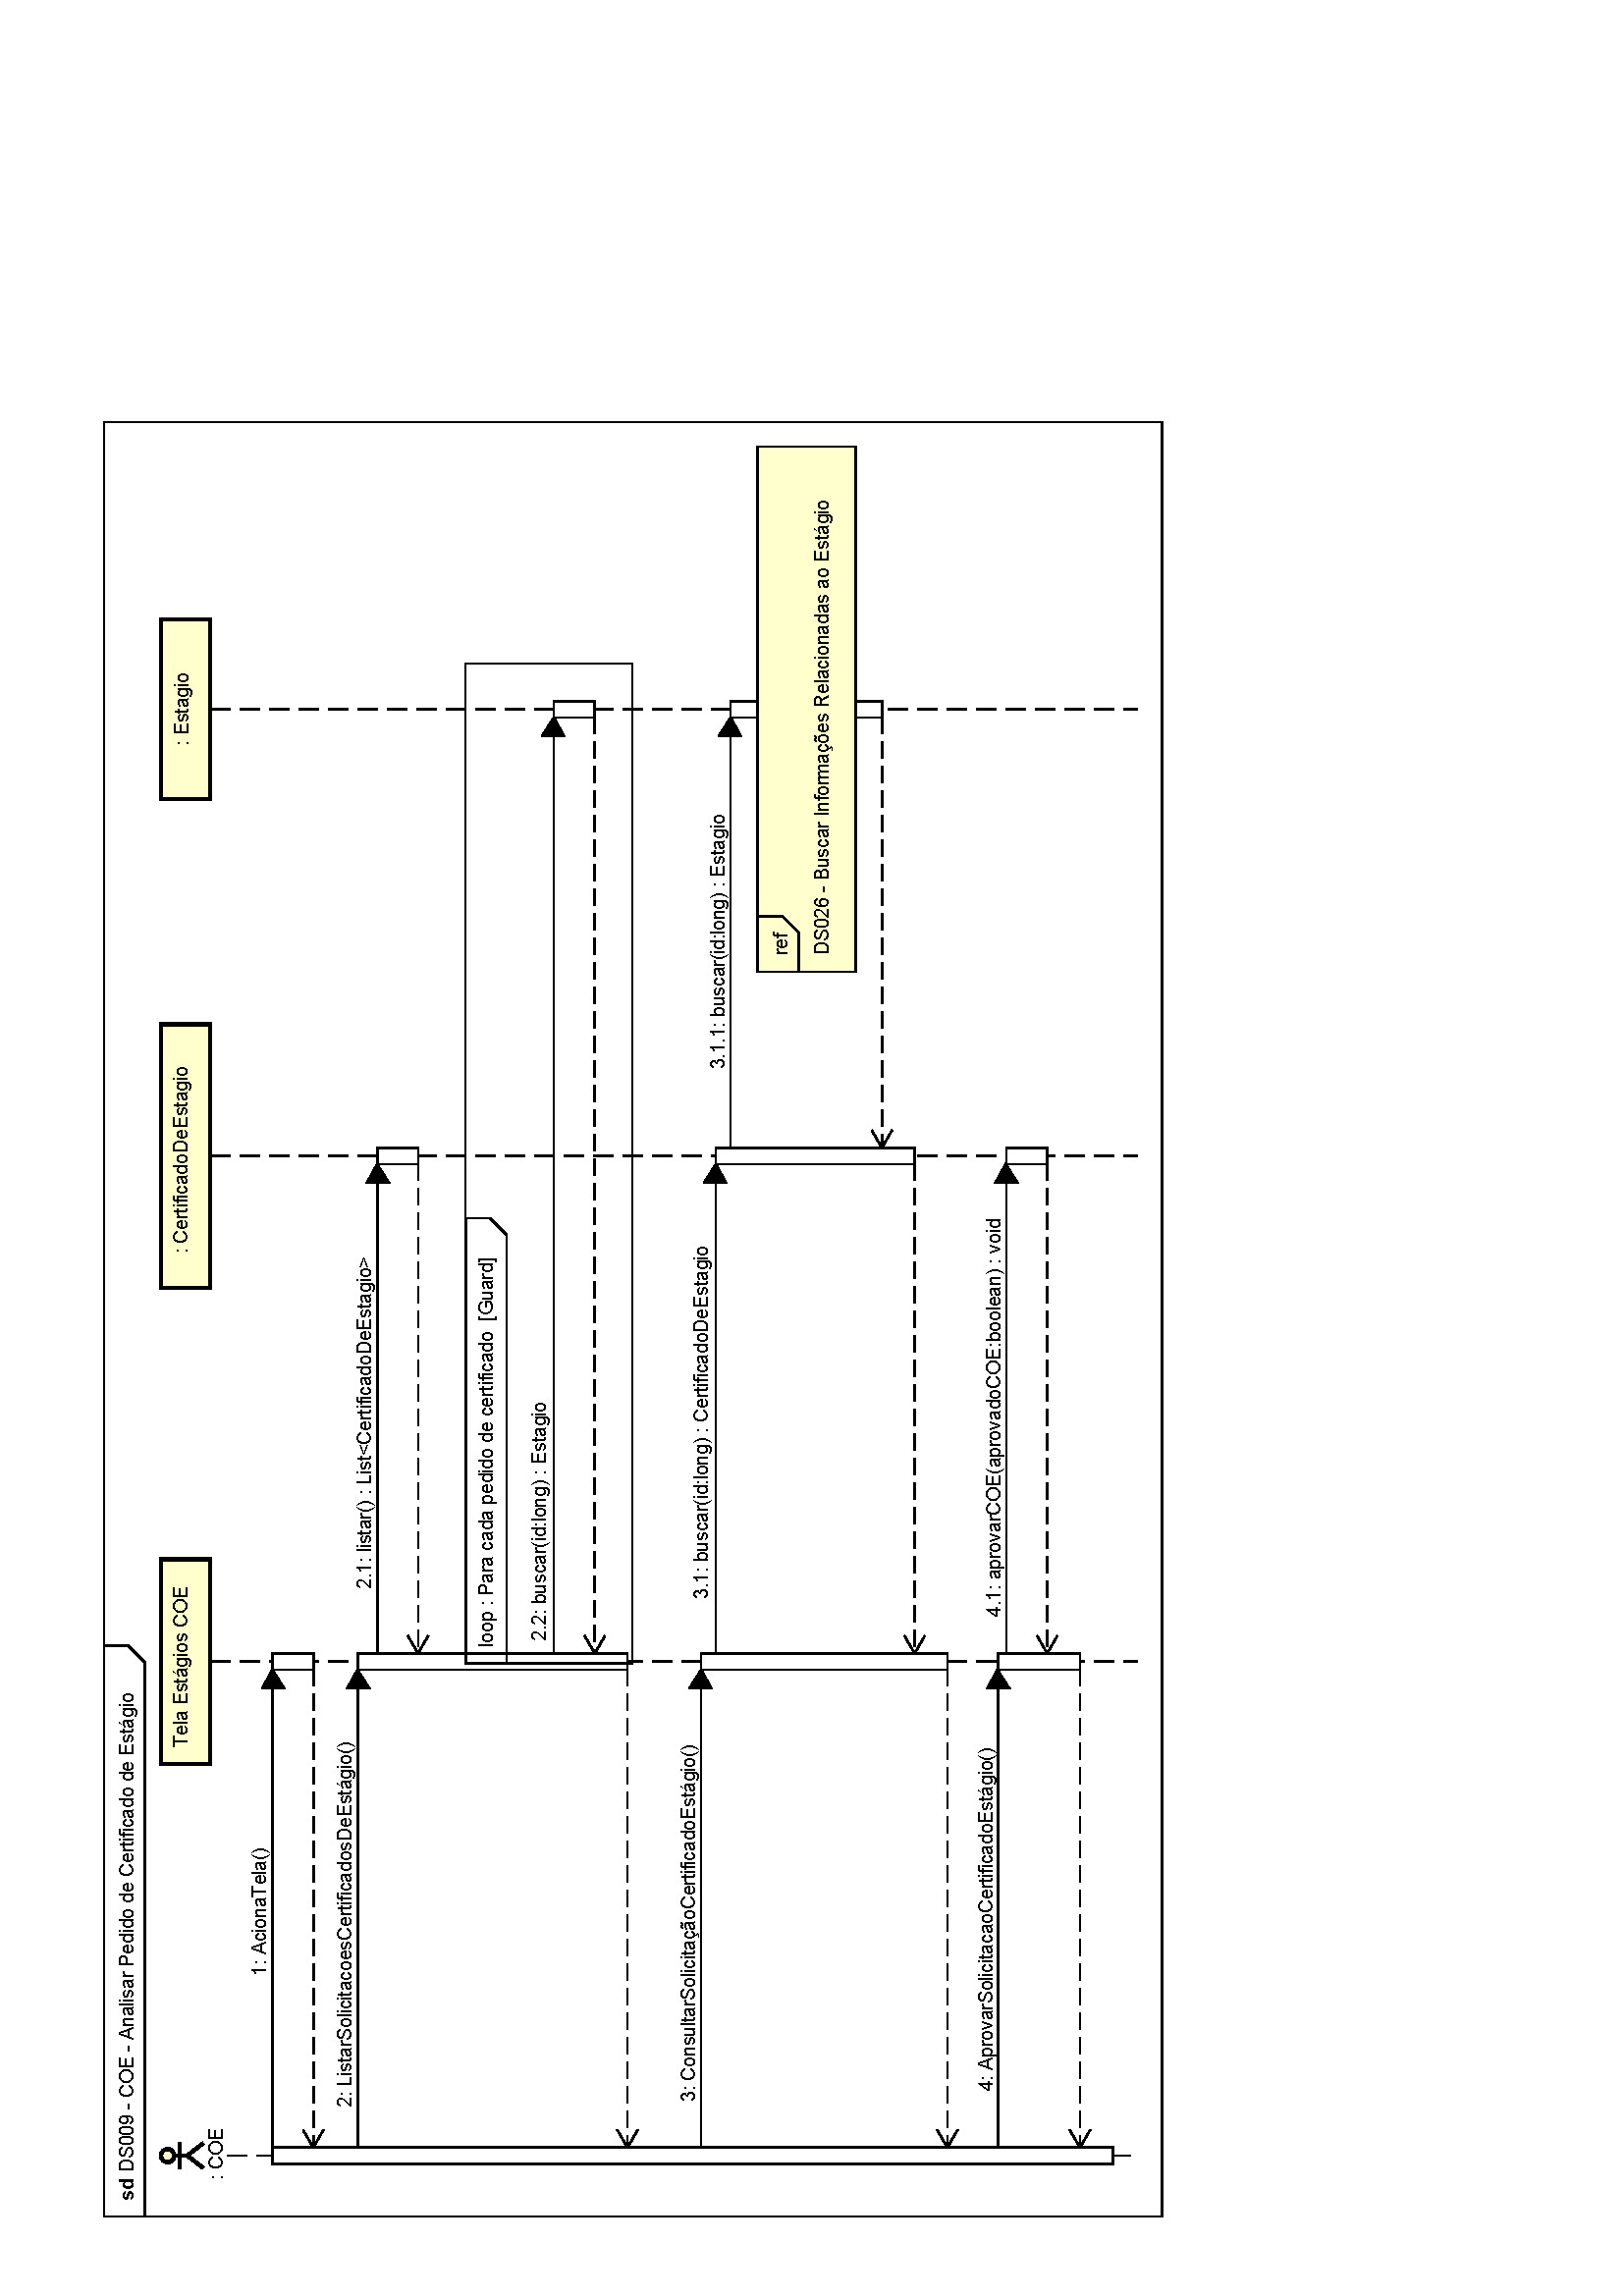 sd DS009 - COE - Analisar Pedido de Certificado de Estágio
: COE
Tela Estágios COE
: CertificadoDeEstagio
: Estagio
1: AcionaTela()
2: ListarSolicitacoesCertificadosDeEstágio()
2.1: listar() : List<CertificadoDeEstagio>
loop : Para cada pedido de certificado [Guard]
2.2: buscar(id:long) : Estagio
3: ConsultarSolicitaçãoCertificadoEstágio()
3.1: buscar(id:long) : CertificadoDeEstagio
3.1.1: buscar(id:long) : Estagio
ref
DS026 - Buscar Informações Relacionadas ao Estágio
4: AprovarSolicitacaoCertificadoEstágio()
4.1: aprovarCOE(aprovadoCOE:boolean) : void